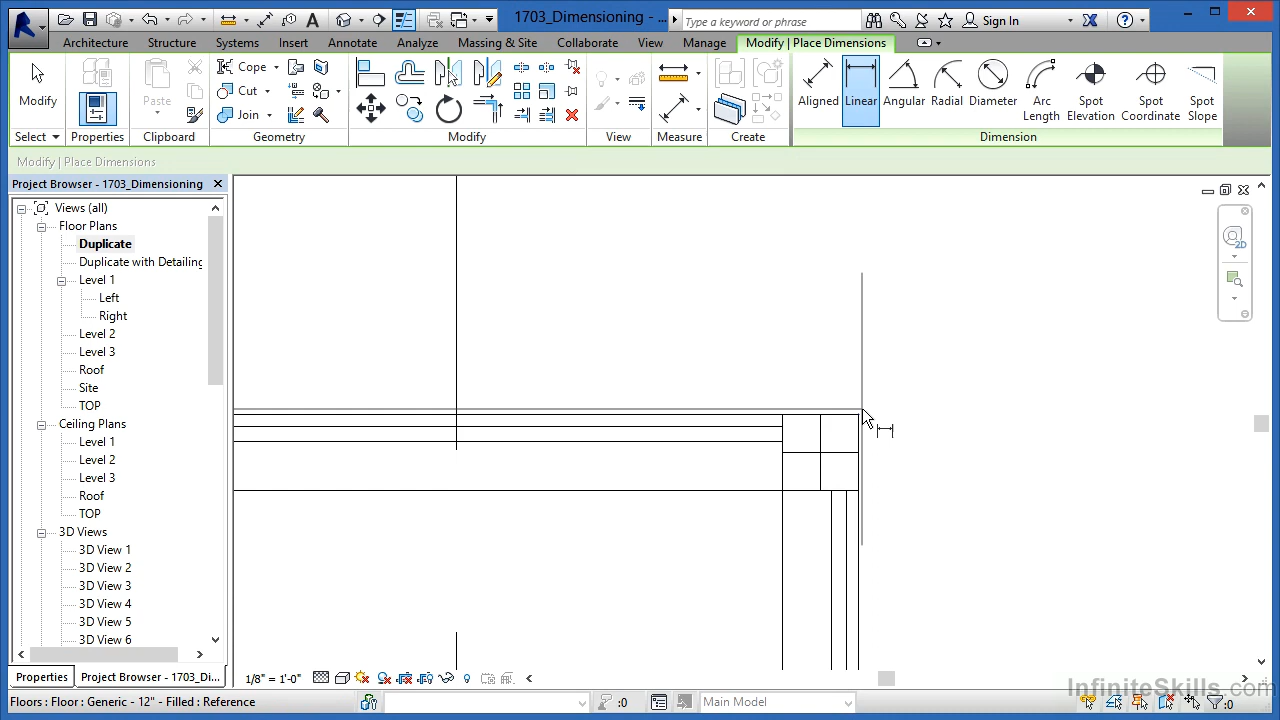 1703_Dimensioning - ...
Type a keyword or phrase
Sign In
Architecture
Structure
Systems
Insert
Annotate
Analyze
Massing & Site
Collaborate
View
Manage
Modify | Place Dimensions
Modify
Paste
Cope
Cut
Join
Aligned
Linear
Angular
Radial
Diameter
Arc
Length
Spot
Elevation
Spot
Coordinate
Spot
Slope
Select
Properties
Clipboard
Geometry
Modify
View
Measure
Create
Dimension
Modify | Place Dimensions
Project Browser - 1703_Dimensioning
Views (all)
Floor Plans
Duplicate
Duplicate with Detailing
Level 1
Left
Right
Level 2
Level 3
Roof
Site
TOP
Ceiling Plans
Level 1
Level 2
Level 3
Roof
TOP
3D Views
3D View 1
3D View 2
3D View 3
3D View 4
3D View 5
3D View 6
2D
Properties
Project Browser - 1703_Di...
1/8" = 1'-0"
InfiniteSkills.com
Floors : Floor : Generic - 12" - Filled : Reference
:0
Main Model
:0